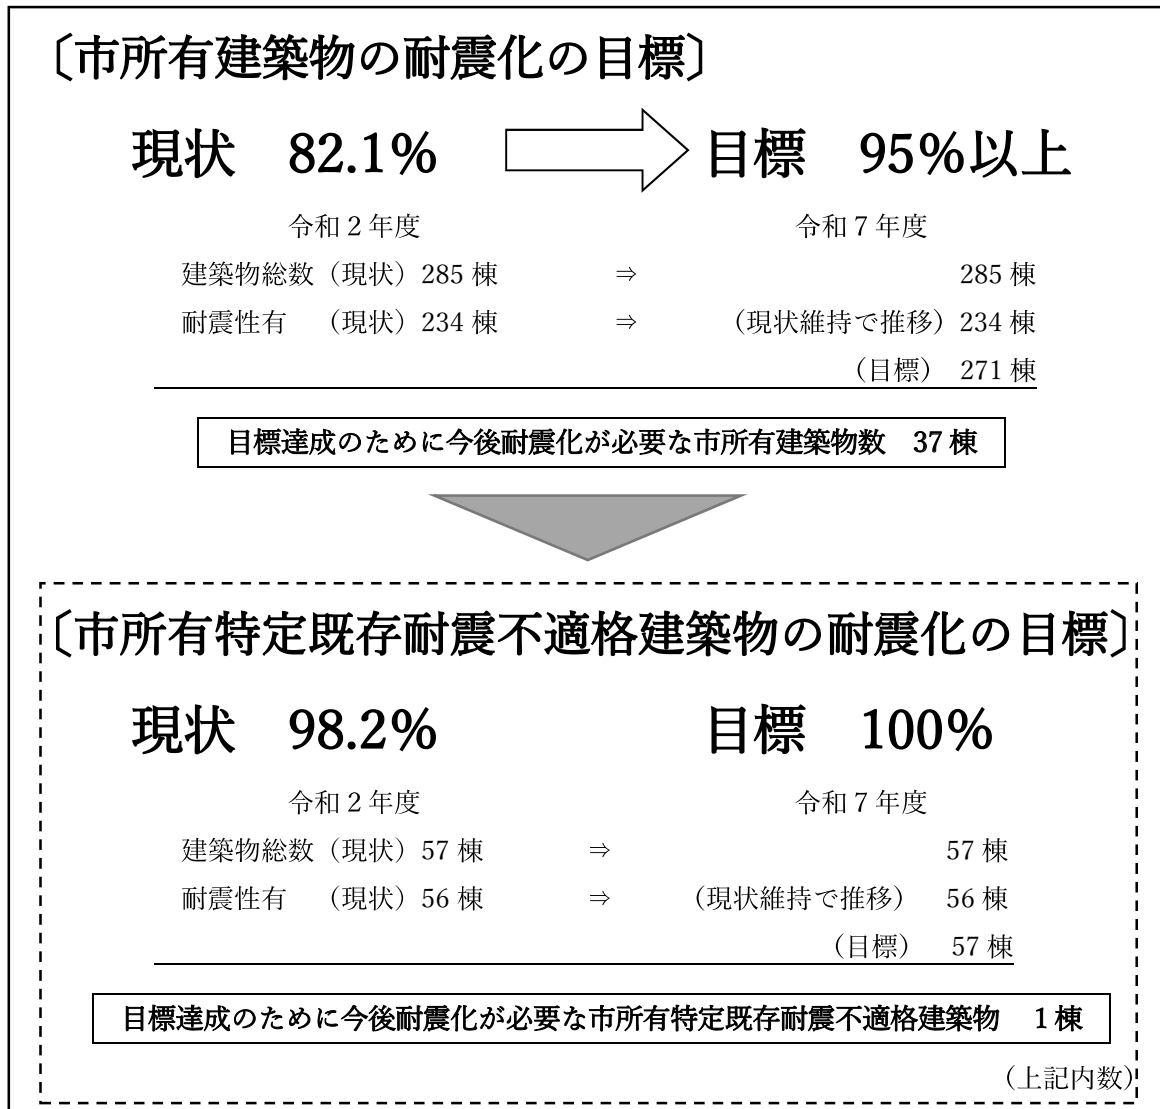 〔市所有建築物の耐震化の目標〕
現状　82.1%　目標　95%以上
令和２年度　令和７年度
建築物総数（現状）285 棟　⇒　285 棟
耐震性有　（現状）234 棟　⇒　（現状維持で推移）234 棟
（目標）　271 棟
目標達成のために今後耐震化が必要な市所有建築物数　37 棟
〔市所有特定既存耐震不適格建築物の耐震化の目標〕
現状　98.2%　目標　100%
令和２年度　令和７年度
建築物総数（現状）57 棟　⇒　57 棟
耐震性有　（現状）56 棟　⇒　（現状維持で推移）　56 棟
（目標）　57 棟
目標達成のために今後耐震化が必要な市所有特定既存耐震不適格建築物　１棟
（上記内数）